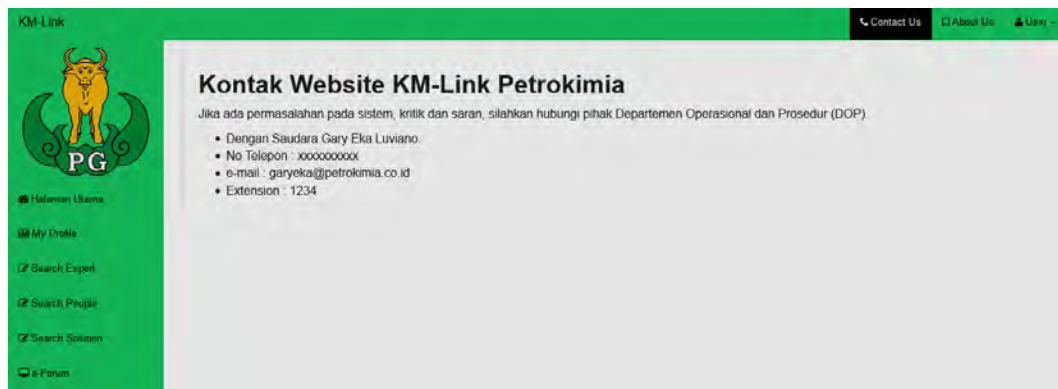 KM-Link
Contact Us
About Us
User
PG
Kontak Website KM-Link Petrokimia
Jika ada permasalahan pada sistem, kritik dan saran, silahkan hubungi pihak Departemen Operasional dan Prosedur (DOP).
Dengan Saudara Gary Eka Luviano.
No Telepon : xxxxxxxxxx
e-mail : garyeka@petrokimia.co.id
Extension : 1234
Halaman Utama
My Profile
Search Expert
Search People
Search Solution
e-Forum